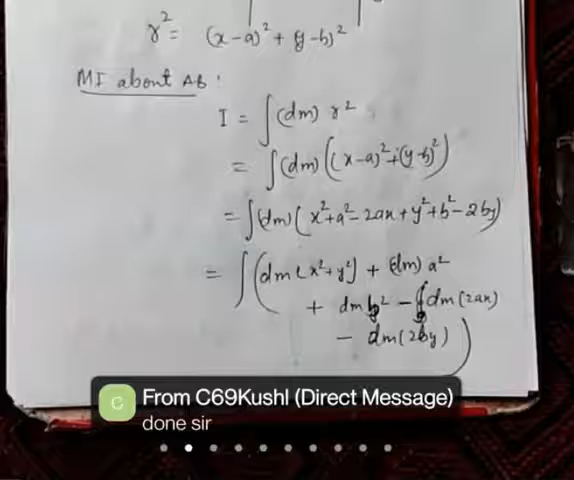 r² = (x-a)² + (y-b)²
MI about AB :
I = ∫(dm) r²
= ∫(dm) ((x-a)²+(y-b)²)
= ∫(dm) (x²+a²-2ax+y²+b²-2by)
= ∫(dm(x²+y²) + (dm) a²
+ dm b² - dm(2ax)
- dm(2by))
C From C69Kushl (Direct Message)
done sir